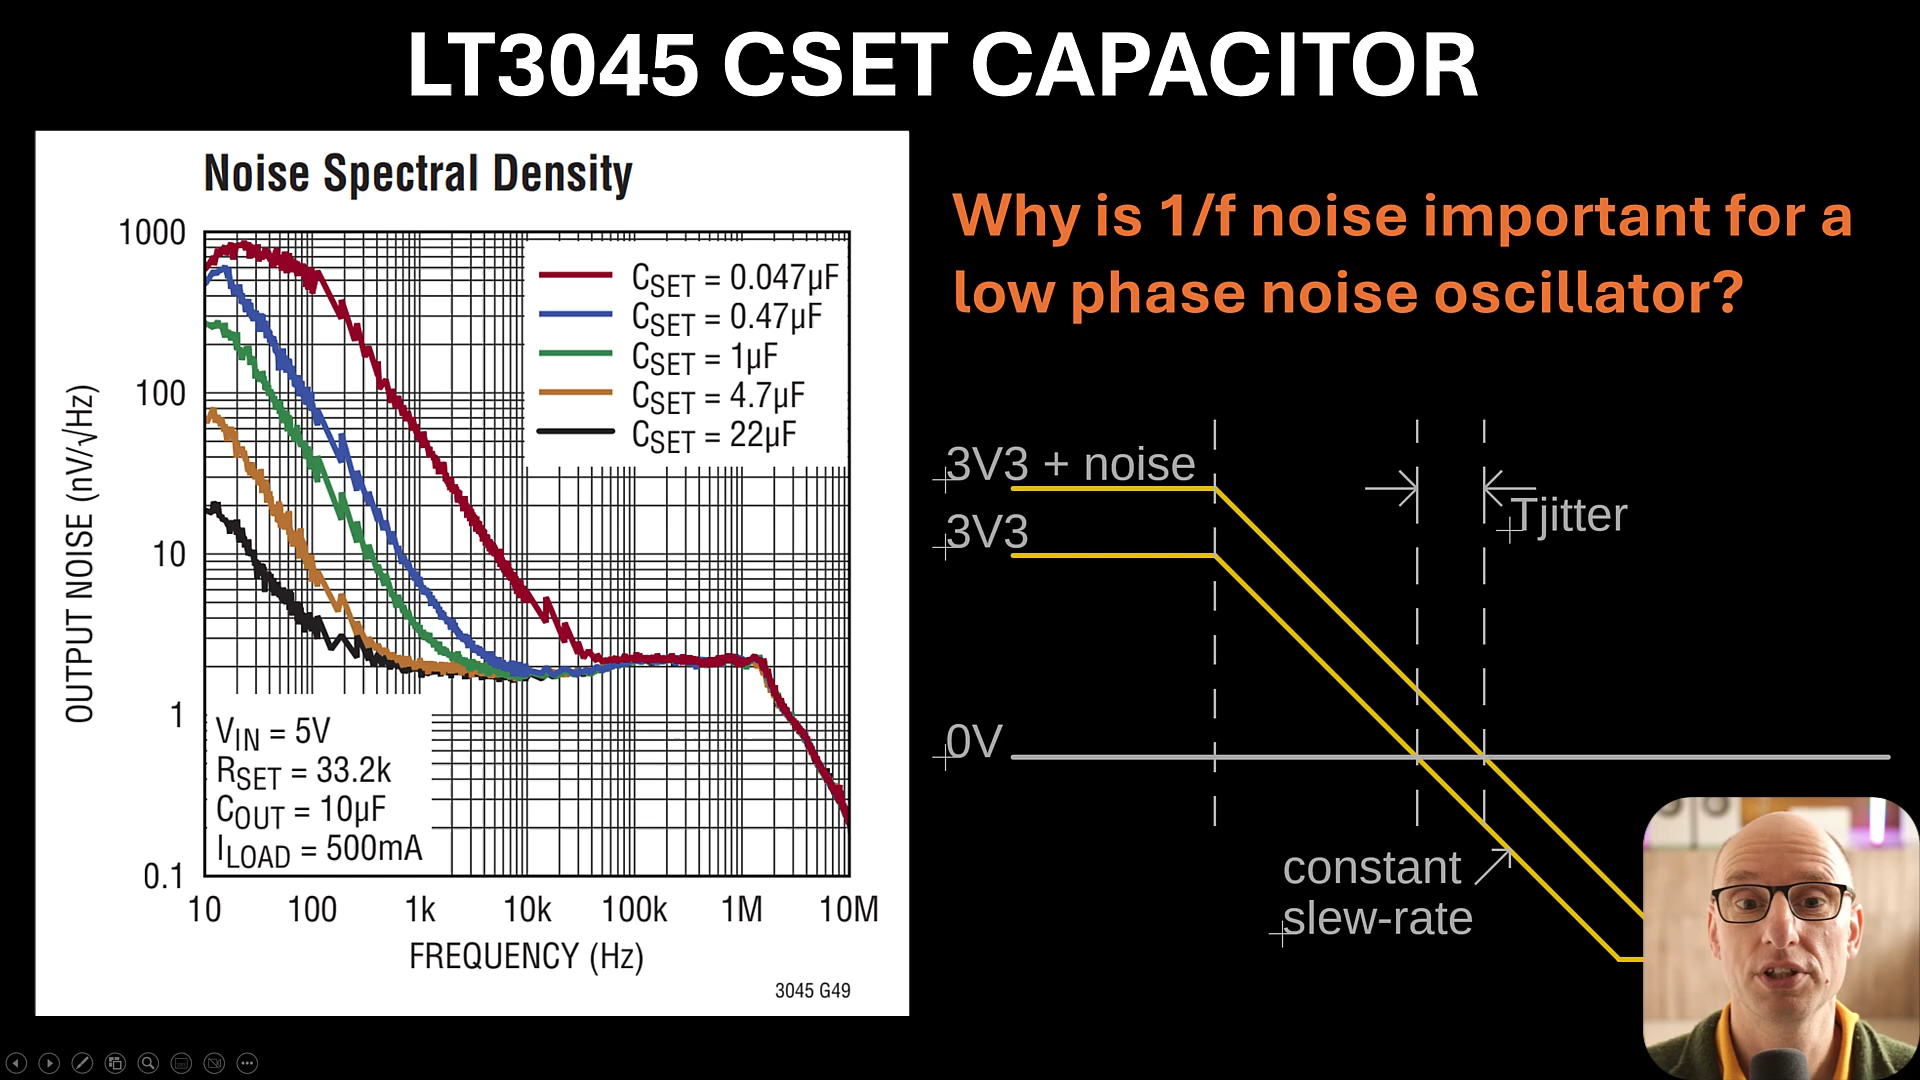 LT3045 CSET CAPACITOR
Noise Spectral Density
1000
100
10
1
0.1
OUTPUT NOISE (nV/√Hz)
CSET = 0.047µF
CSET = 0.47µF
CSET = 1µF
CSET = 4.7µF
CSET = 22µF
VIN = 5V
RSET = 33.2k
COUT = 10µF
ILOAD = 500mA
10 100 1k 10k 100k 1M 10M
FREQUENCY (Hz)
3045 G49
Why is 1/f noise important for a
low phase noise oscillator?
3V3 + noise
3V3
Tjitter
0V
constant
slew-rate